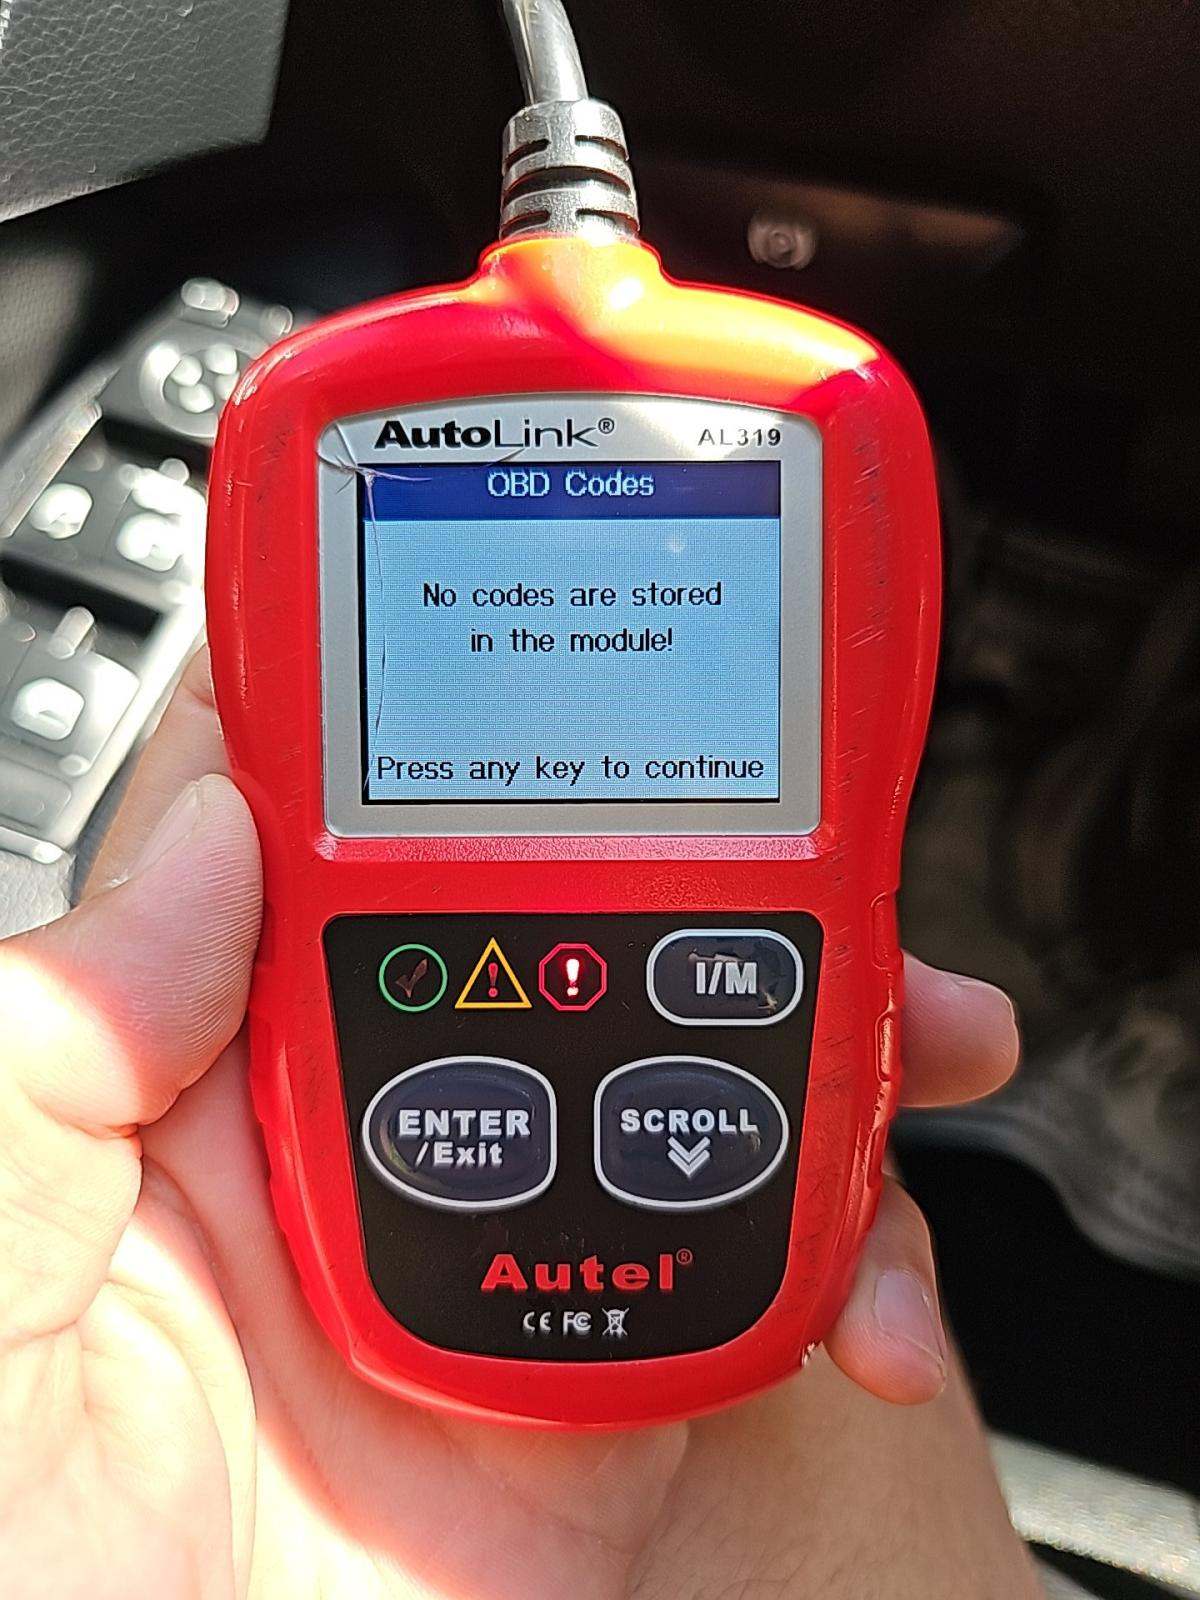 AutoLink® AL319
OBD Codes
No codes are stored
in the module!
Press any key to continue
I/M
ENTER
/Exit
SCROLL
Autel®
CE FC